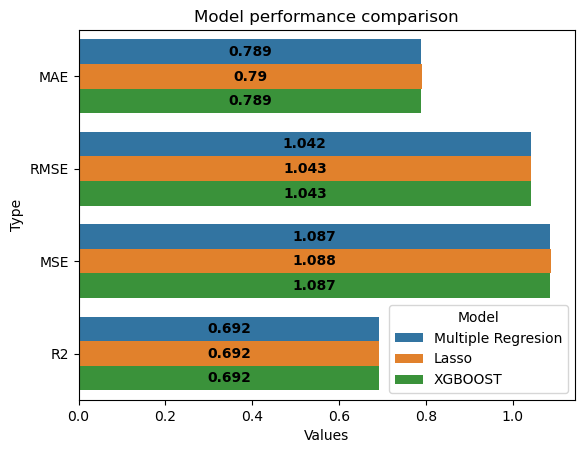 Model performance comparison
MAE
0.789
0.79
0.789
RMSE
1.042
1.043
1.043
MSE
1.087
1.088
1.087
R2
0.692
0.692
0.692
Type
Model
Multiple Regresion
Lasso
XGBOOST
0.0 0.2 0.4 0.6 0.8 1.0
Values